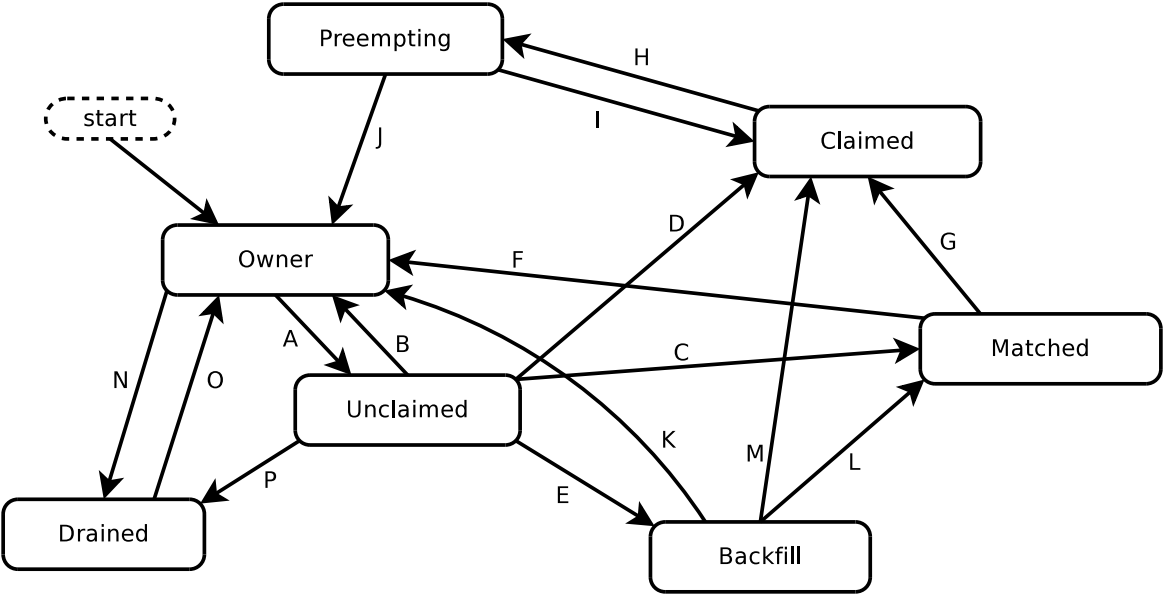 Preempting
H
start
I
J
Claimed
D
G
Owner
F
A
B
C
Matched
N
O
Unclaimed
K
M
L
P
E
Drained
Backfill